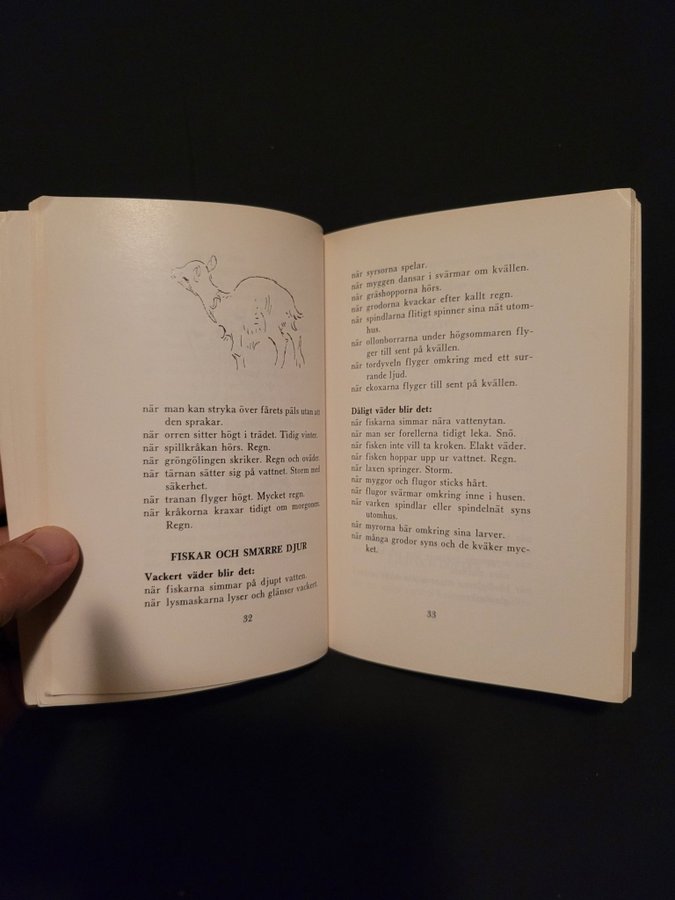 när man kan stryka över fårets päls utan att
den sprakar.
när orren sitter högt i trädet. Tidig vinter.
när spillkråkan hörs. Regn.
när gröngölingen skriker. Regn och oväder.
när tärnan sätter sig på vattnet. Storm med
säkerhet.
när tranan flyger högt. Mycket regn.
när kråkorna kraxar tidigt om morgonen.
Regn.
FISKAR OCH SMÄRRE DJUR
Vackert väder blir det:
när fiskarna simmar på djupt vatten.
när lysmaskarna lyser och glänser vackert.
32
när syrsorna spelar.
när myggen dansar i svärmar om kvällen.
när gräshopporna hörs.
när grodorna kvackar efter kallt regn.
när spindlarna flitigt spinner sina nät utom-
hus.
när ollonborrarna under högsommaren fly-
ger till sent på kvällen.
när tordyveln flyger omkring med ett sur-
rande ljud.
när ekoxarna flyger till sent på kvällen.
Dåligt väder blir det:
när fiskarna simmar nära vattenytan.
när man ser forellerna tidigt leka. Snö.
när fisken inte vill ta kroken. Elakt väder.
när fisken hoppar upp ur vattnet. Regn.
när laxen springer. Storm.
när myggor och flugor sticks hårt.
när flugor svärmar omkring inne i husen.
när varken spindlar eller spindelnät syns
utomhus.
när myrorna bär omkring sina larver.
när många grodor syns och de kväker myc-
ket.
33